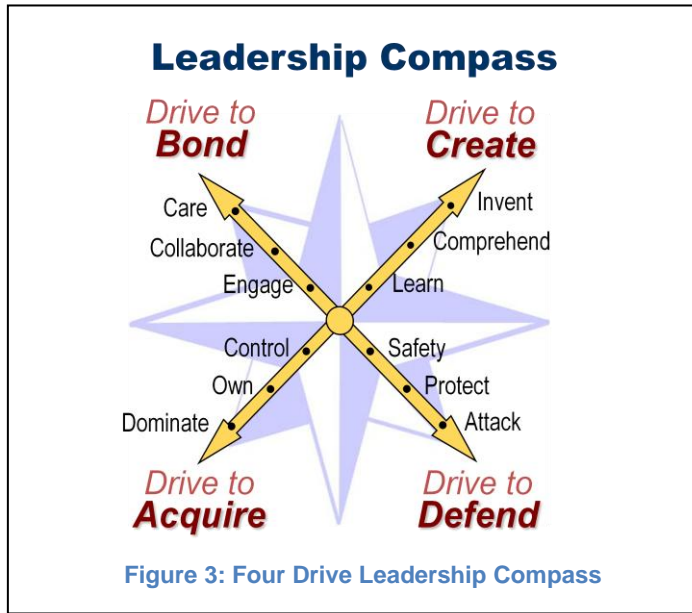 Leadership Compass
Drive to
Bond
Drive to
Create
Care
Collaborate
Engage
Invent
Comprehend
Learn
Control
Own
Dominate
Safety
Protect
Attack
Drive to
Acquire
Drive to
Defend
Figure 3: Four Drive Leadership Compass